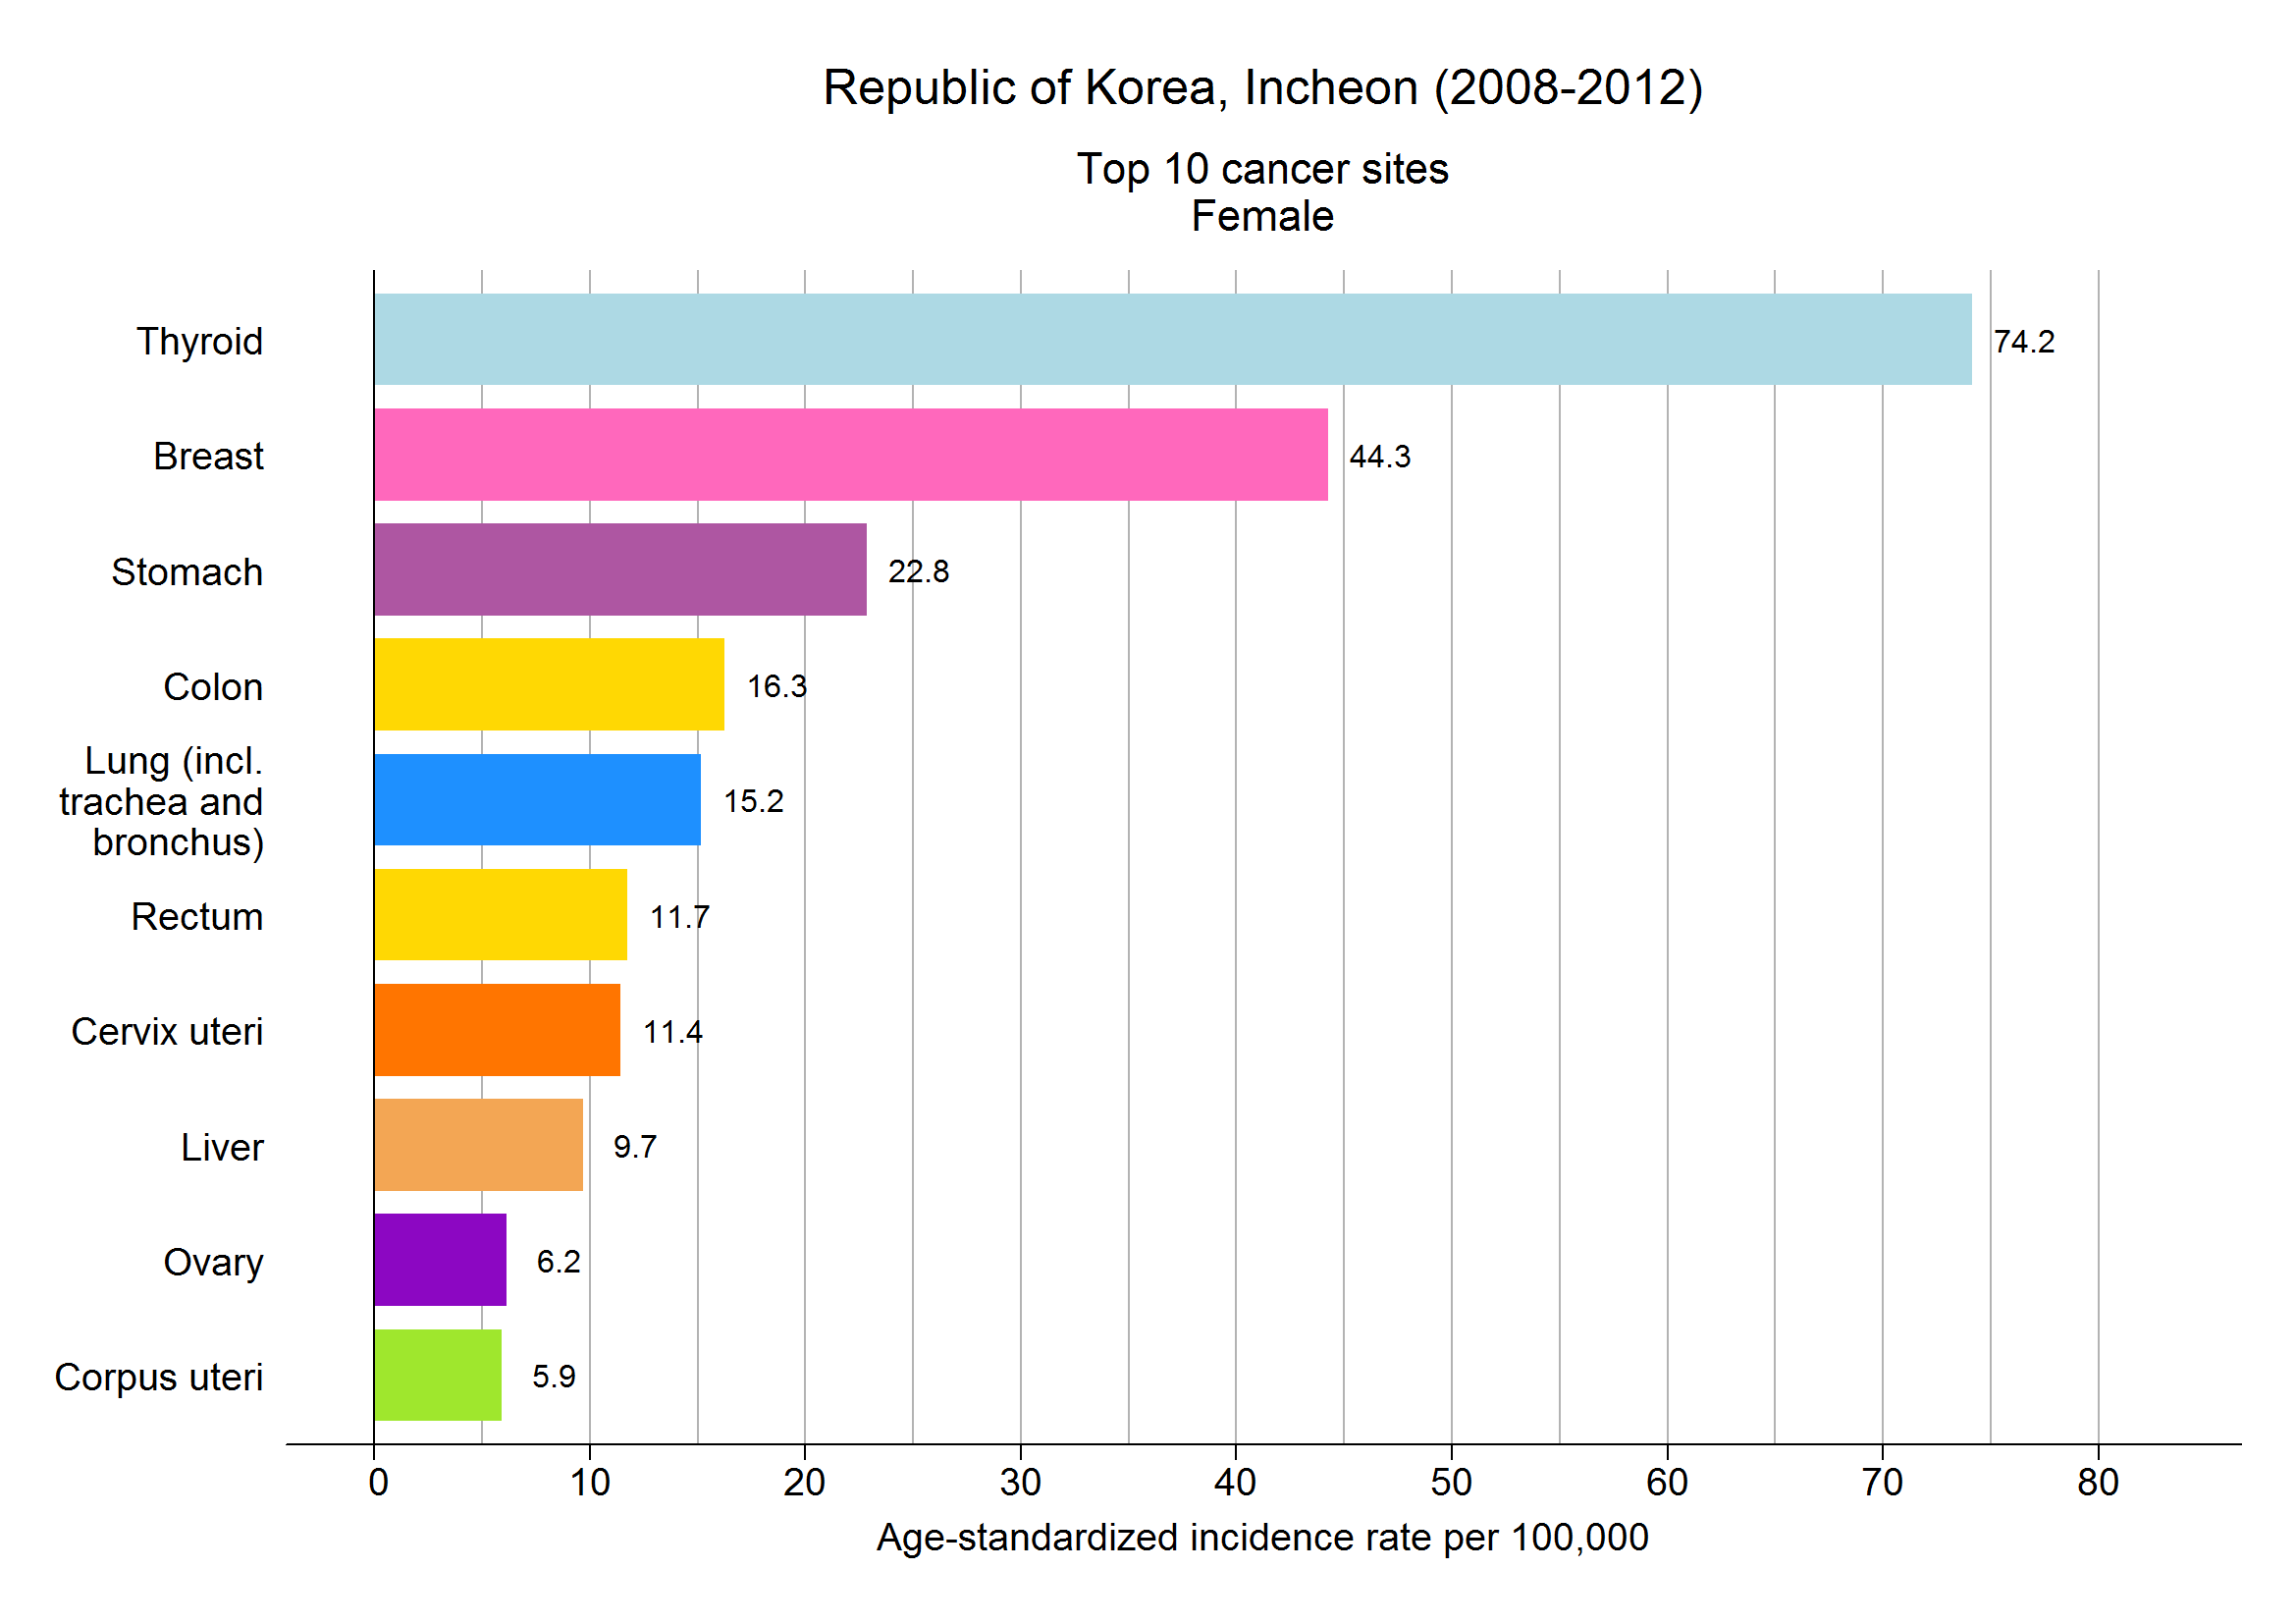 Republic of Korea, Incheon (2008-2012)
Top 10 cancer sites
Female
Thyroid 74.2
Breast 44.3
Stomach 22.8
Colon 16.3
Lung (incl.
trachea and 15.2
bronchus)
Rectum 11.7
Cervix uteri 11.4
Liver 9.7
Ovary 6.2
Corpus uteri 5.9
0 10 20 30 40 50 60 70 80
Age-standardized incidence rate per 100,000